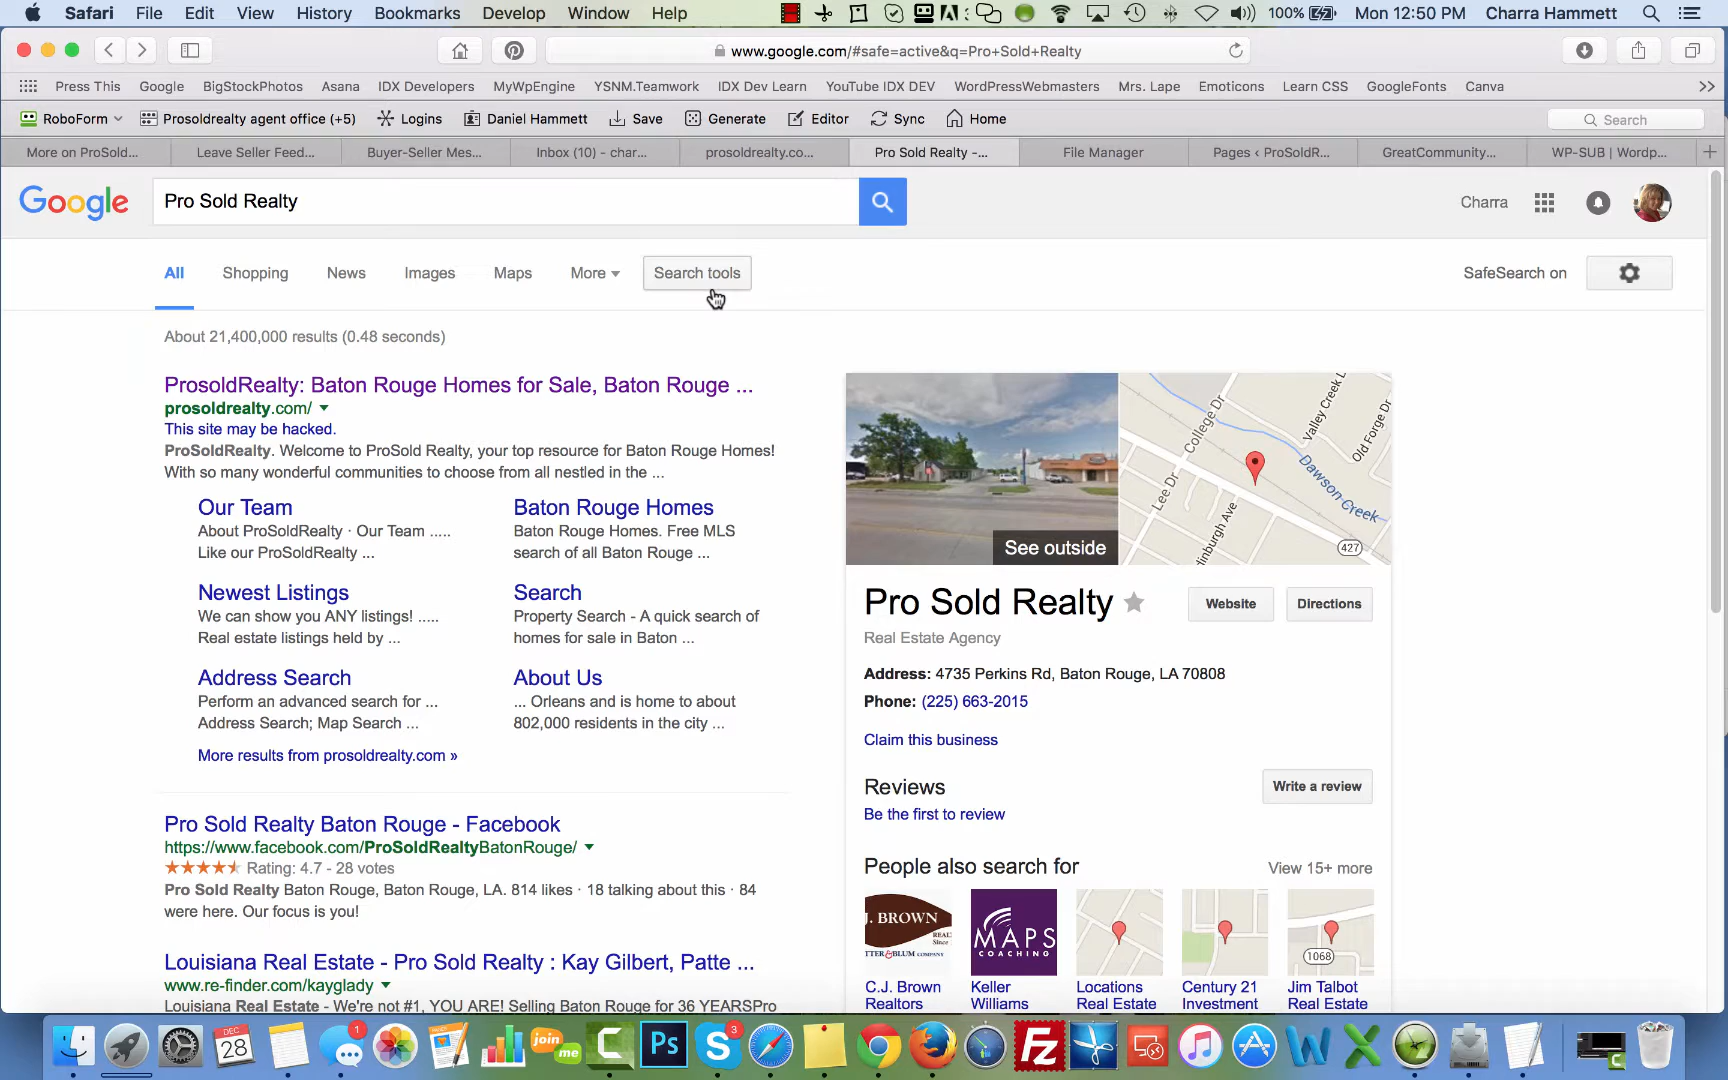 Safari File Edit View History Bookmarks Develop Window Help 100% Mon 12:50 PM Charra Hammett
www.google.com/#safe=active&q=Pro+Sold+Realty
Press This Google BigStockPhotos Asana IDX Developers MyWpEngine YSNM.Teamwork IDX Dev Learn YouTube IDX DEV WordPressWebmasters Mrs. Lape Emoticons Learn CSS GoogleFonts Canva
RoboForm Prosoldrealty agent office (+5) Logins Daniel Hammett Save Generate Editor Sync Home Search
More on ProSold... Leave Seller Feed... Buyer-Seller Mes... Inbox (10) - char... prosoldrealty.co... Pro Sold Realty -... File Manager Pages ‹ ProSoldR... GreatCommunity... WP-SUB | Wordp...
Google Pro Sold Realty Charra
All Shopping News Images Maps More Search tools SafeSearch on
About 21,400,000 results (0.48 seconds)
ProsoldRealty: Baton Rouge Homes for Sale, Baton Rouge ...
prosoldrealty.com/
This site may be hacked.
ProSoldRealty. Welcome to ProSold Realty, your top resource for Baton Rouge Homes!
With so many wonderful communities to choose from all nestled in the ...
Our Team
About ProSoldRealty · Our Team .....
Like our ProSoldRealty ...
Baton Rouge Homes
Baton Rouge Homes. Free MLS
search of all Baton Rouge ...
Newest Listings
We can show you ANY listings! .....
Real estate listings held by ...
Search
Property Search - A quick search of
homes for sale in Baton ...
Address Search
Perform an advanced search for ...
Address Search; Map Search ...
About Us
... Orleans and is home to about
802,000 residents in the city ...
More results from prosoldrealty.com »
Pro Sold Realty Baton Rouge - Facebook
https://www.facebook.com/ProSoldRealtyBatonRouge/
Rating: 4.7 - 28 votes
Pro Sold Realty Baton Rouge, Baton Rouge, LA. 814 likes · 18 talking about this · 84
were here. Our focus is you!
Louisiana Real Estate - Pro Sold Realty : Kay Gilbert, Patte ...
www.re-finder.com/kayglady
Louisiana Real Estate - We're not #1, YOU ARE! Selling Baton Rouge for 36 YEARSPro
See outside
College Dr
Lee Dr
Valley Creek
Old Forge Dr
Dawson Creek
427
Pro Sold Realty
Website Directions
Real Estate Agency
Address: 4735 Perkins Rd, Baton Rouge, LA 70808
Phone: (225) 663-2015
Claim this business
Reviews
Write a review
Be the first to review
People also search for View 15+ more
J. BROWN
MAPS
COACHING
1068
C.J. Brown
Realtors
Keller
Williams
Locations
Real Estate
Century 21
Investment
Jim Talbot
Real Estate
DEC
28
1
join
me
Ps
3
Fz